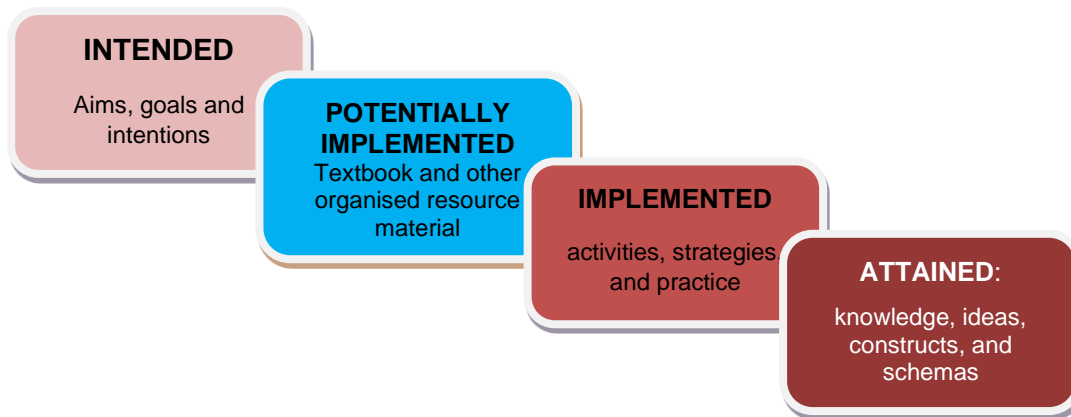 INTENDED
Aims, goals and
intentions
POTENTIALLY
IMPLEMENTED
Textbook and other
organised resource
material
IMPLEMENTED
activities, strategies,
and practice
ATTAINED:
knowledge, ideas,
constructs, and
schemas